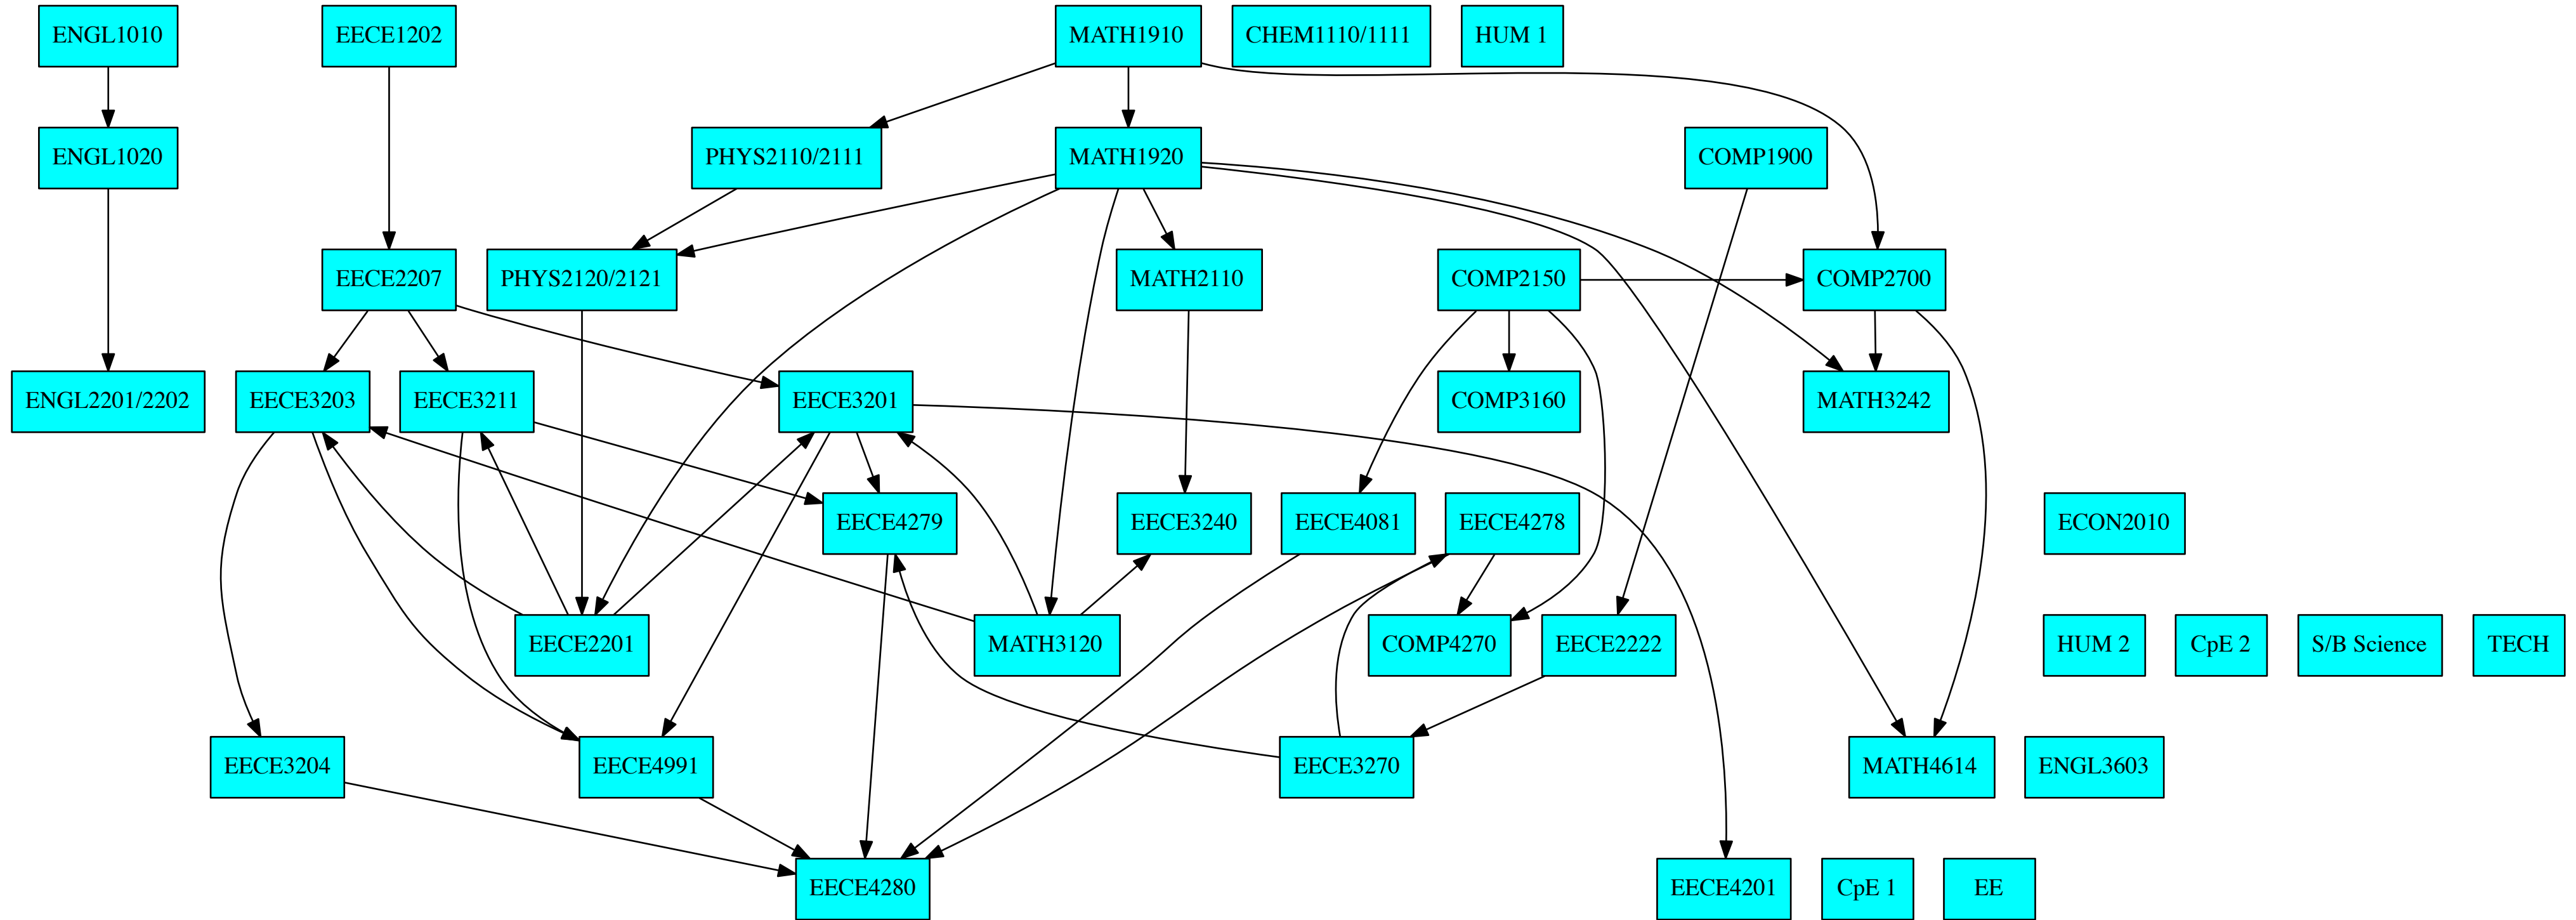 ENGL1010
EECE1202
MATH1910
CHEM1110/1111
HUM 1
ENGL1020
PHYS2110/2111
MATH1920
COMP1900
EECE2207
PHYS2120/2121
MATH2110
COMP2150
COMP2700
ENGL2201/2202
EECE3203
EECE3211
EECE3201
COMP3160
MATH3242
EECE4279
EECE3240
EECE4081
EECE4278
ECON2010
EECE2201
MATH3120
COMP4270
EECE2222
HUM 2
CpE 2
S/B Science
TECH
EECE3204
EECE4991
EECE3270
MATH4614
ENGL3603
EECE4280
EECE4201
CpE 1
EE